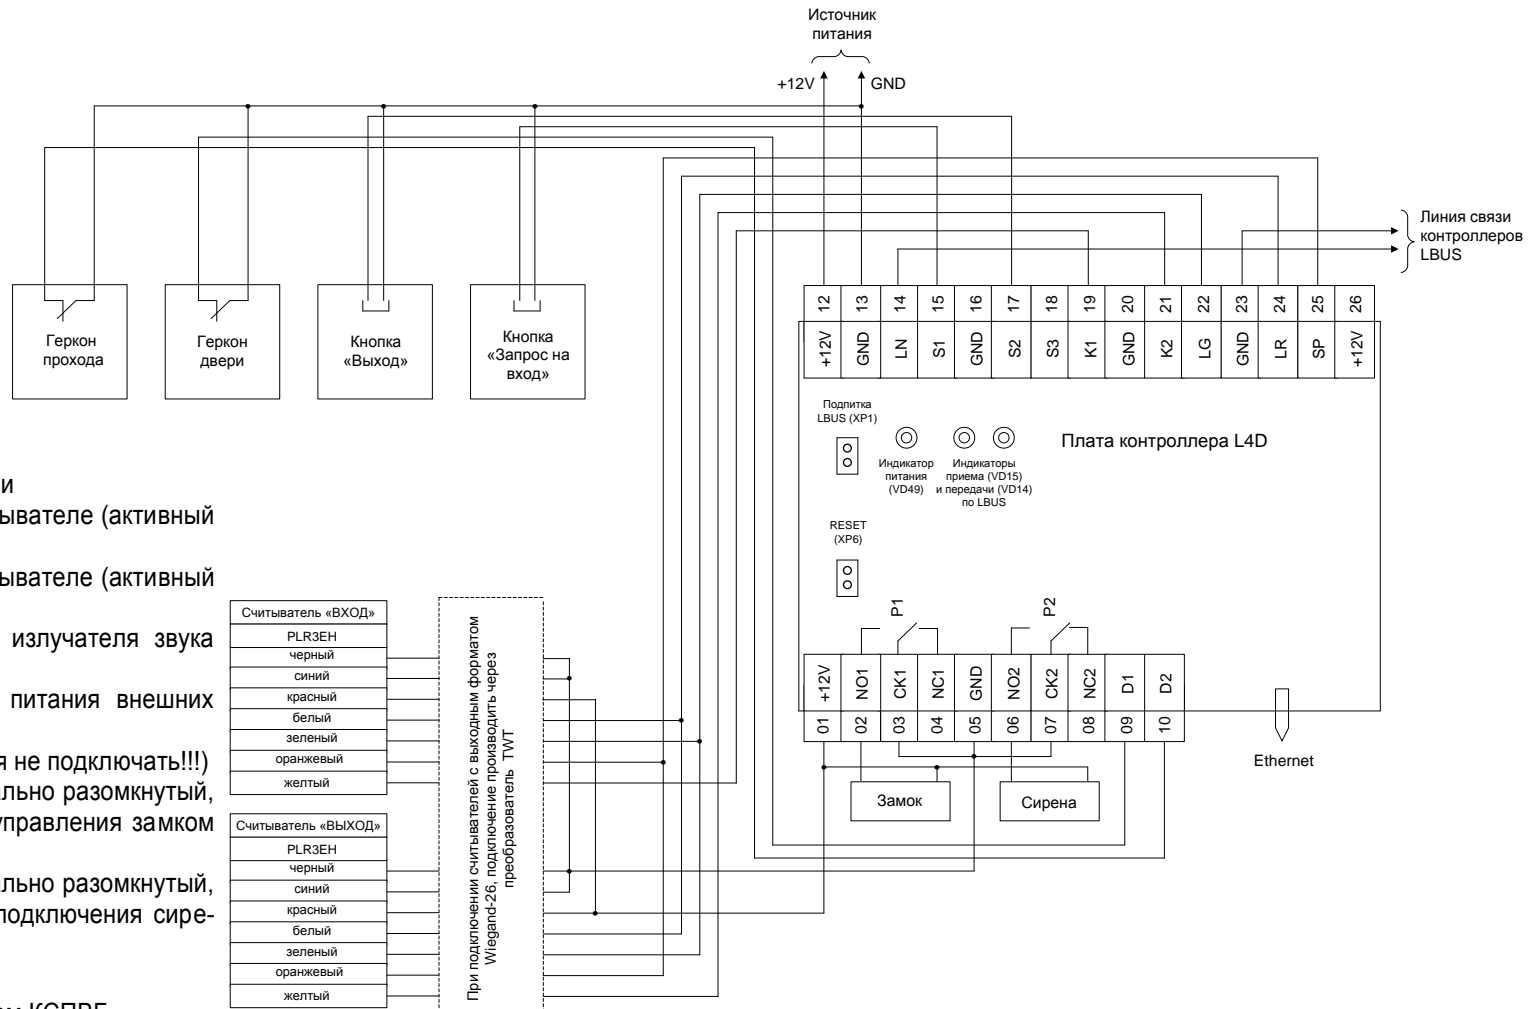 Источник
питания
+12V
GND
Линия связи
контроллеров
LBUS
Геркон
прохода
Геркон
двери
Кнопка
«Выход»
Кнопка
«Запрос на
вход»
12
13
14
15
16
17
18
19
20
21
22
23
24
25
26
+12V
GND
LN
S1
GND
S2
S3
K1
GND
K2
LG
GND
LR
SP
+12V
Подпитка
LBUS (XP1)
Индикатор
питания
(VD49)
Индикаторы
приема (VD15)
и передачи (VD14)
по LBUS
Плата контроллера L4D
RESET
(XP6)
P1
P2
+12V
NO1
CK1
NC1
GND
NO2
CK2
NC2
D1
D2
01
02
03
04
05
06
07
08
09
10
Ethernet
Замок
Сирена
и
ывателе (активный
ывателе (активный
излучателя звука
питания внешних
я не подключать!!!)
ально разомкнутый,
управления замком
ально разомкнутый,
подключения сире-
Считыватель «ВХОД»
PLR3EH
черный
синий
красный
белый
зеленый
оранжевый
желтый
Считыватель «ВЫХОД»
PLR3EH
черный
синий
красный
белый
зеленый
оранжевый
желтый
При подключении считывателей с выходным форматом
Wiegand-26, подключение производить через
преобразователь TWT